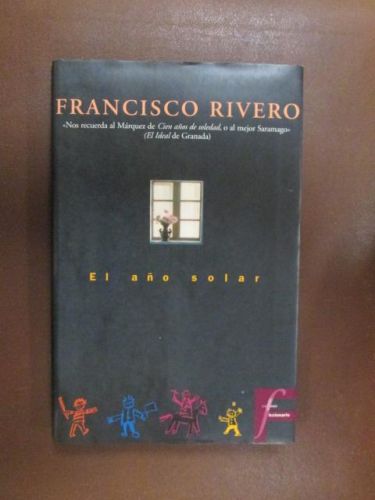 FRANCISCO RIVERO
«Nos recuerda al Márquez de Cien años de soledad, o al mejor Saramago»
(El Ideal de Granada)
El año solar
f
ficcionario